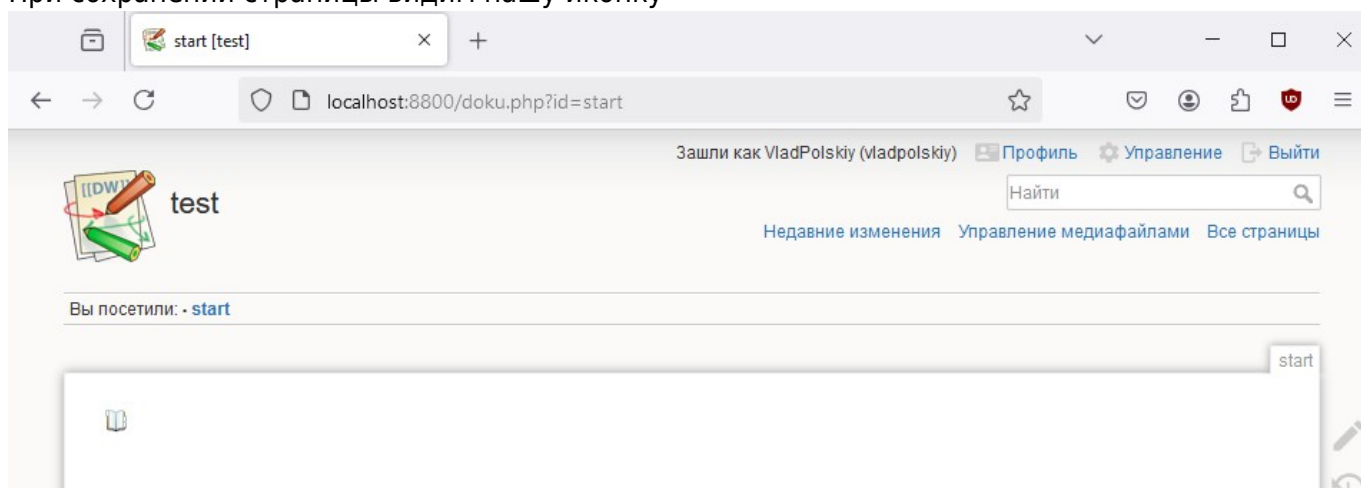 При сохранении страницы видим нашу иконку
start [test]
localhost:8800/doku.php?id=start
Зашли как VladPolskiy (vladpolskiy) Профиль Управление Выйти
[[DW]]
test
Найти
Недавние изменения Управление медиафайлами Все страницы
Вы посетили: • start
start